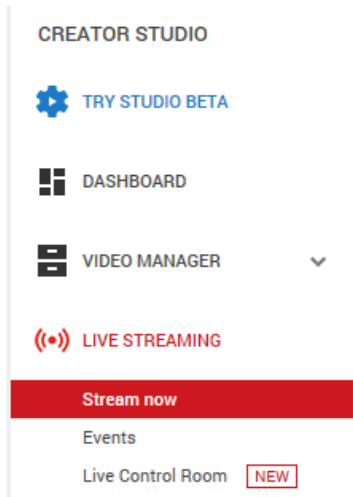 CREATOR STUDIO
TRY STUDIO BETA
DASHBOARD
VIDEO MANAGER
LIVE STREAMING
Stream now
Events
Live Control Room NEW